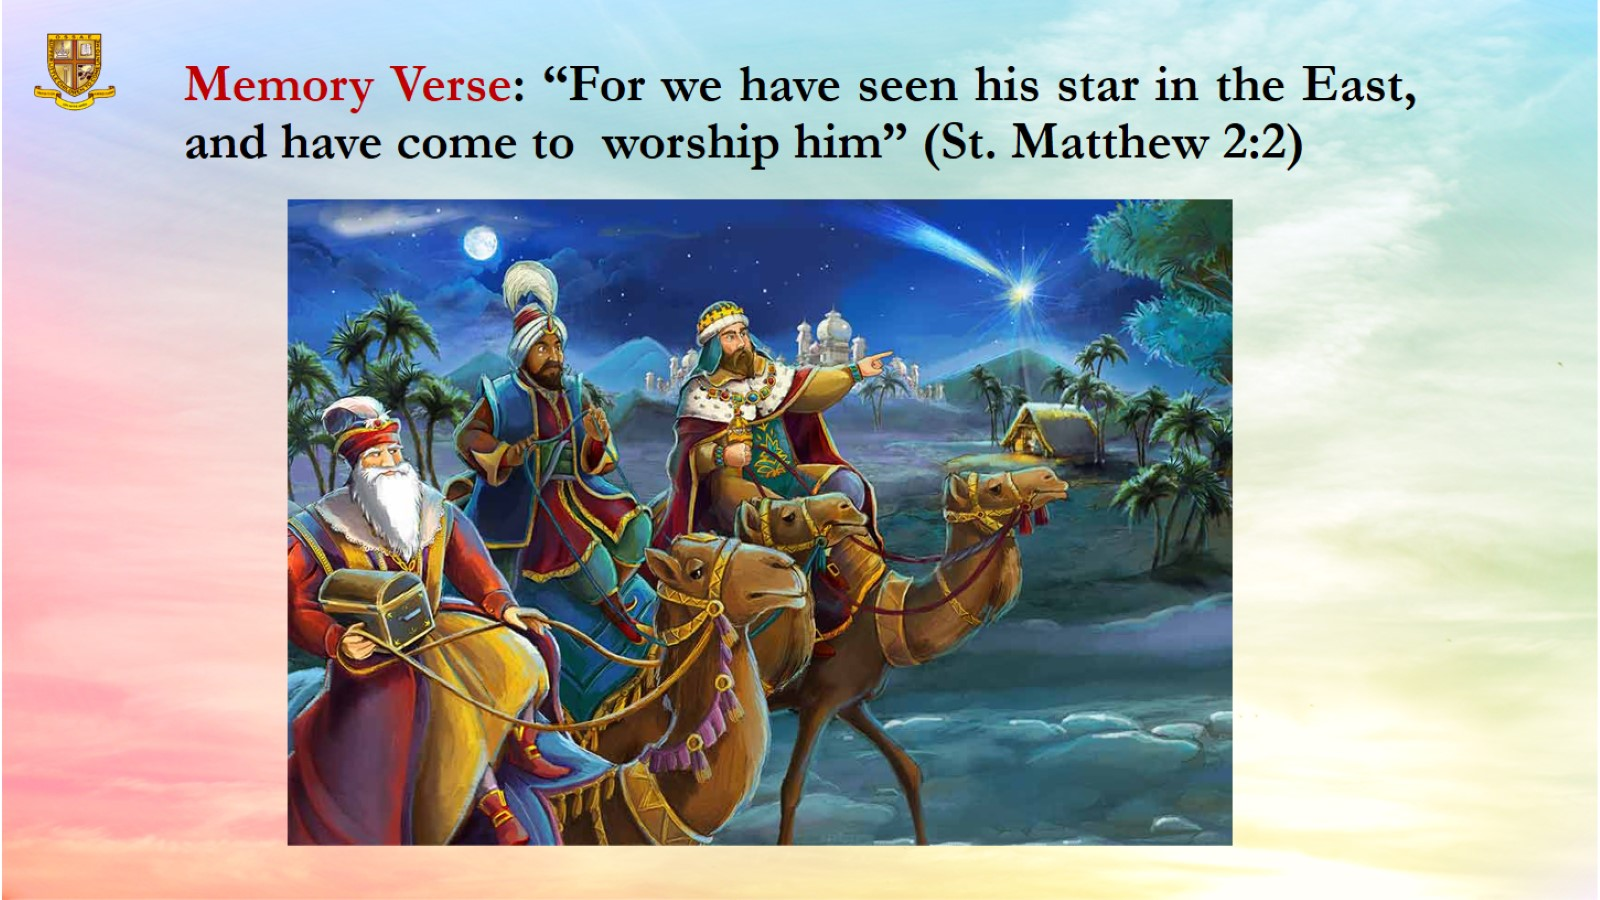 Memory Verse: “For we have seen his star in the East,
and have come to  worship him” (St. Matthew 2:2)